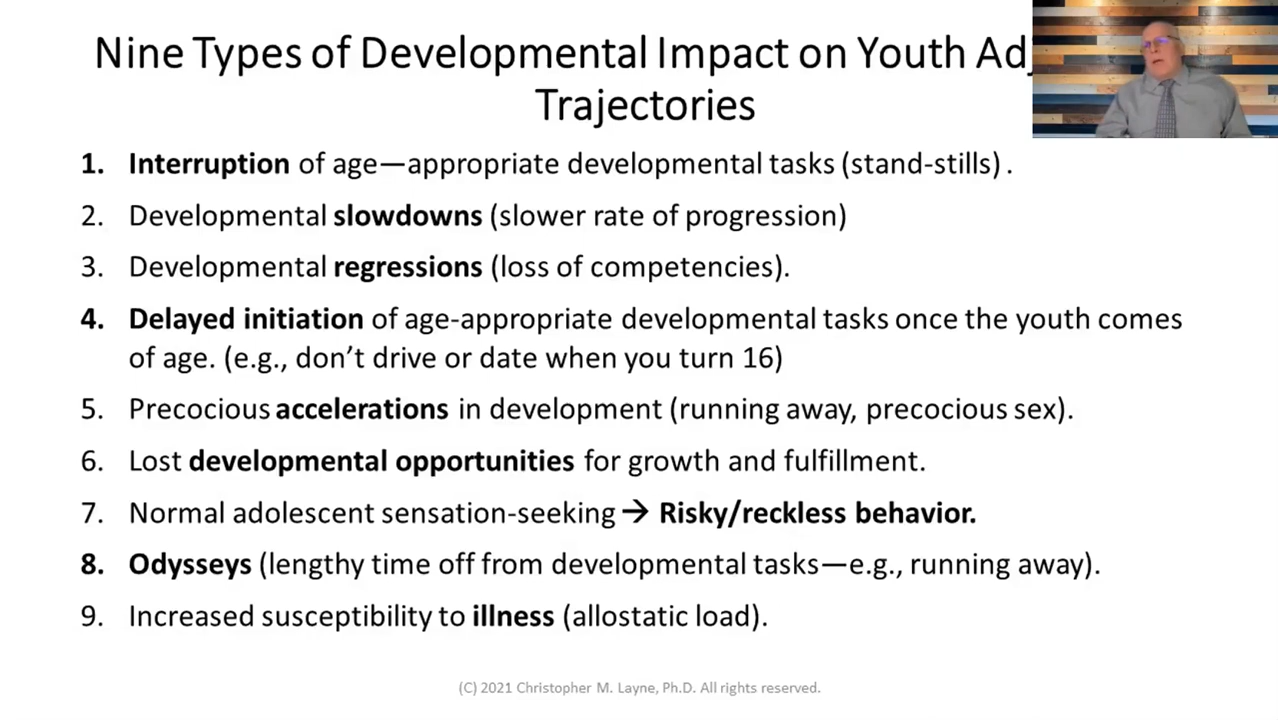 Nine Types of Developmental Impact on Youth
Trajectories
1. Interruption of age—appropriate developmental tasks (stand-stills) .
2. Developmental slowdowns (slower rate of progression)
3. Developmental regressions (loss of competencies).
4. Delayed initiation of age-appropriate developmental tasks once the youth comes
of age. (e.g., don’t drive or date when you turn 16)
5. Precocious accelerations in development (running away, precocious sex).
6. Lost developmental opportunities for growth and fulfillment.
7. Normal adolescent sensation-seeking → Risky/reckless behavior.
8. Odysseys (lengthy time off from developmental tasks—e.g., running away).
9. Increased susceptibility to illness (allostatic load).
(C) 2021 Christopher M. Layne, Ph.D. All rights reserved.